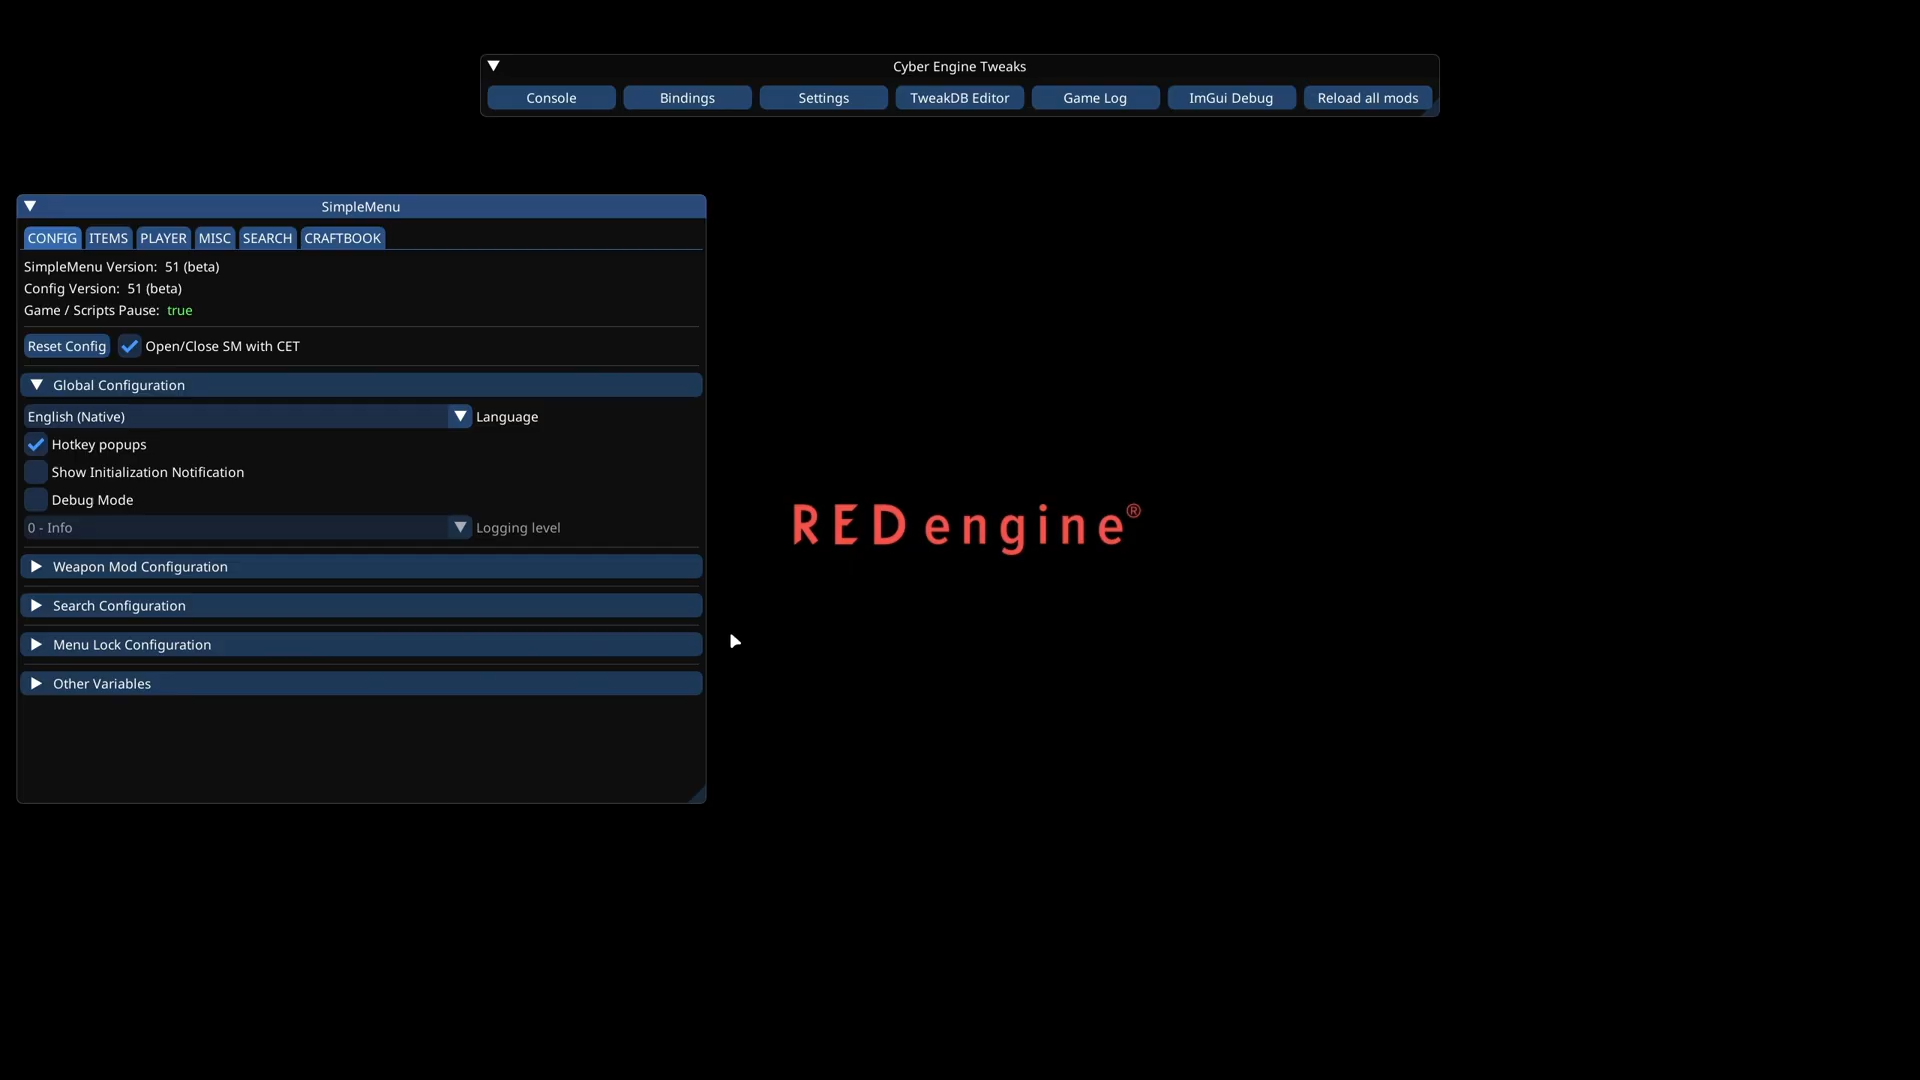 Cyber Engine Tweaks
Console Bindings Settings TweakDB Editor Game Log ImGui Debug Reload all mods
SimpleMenu
CONFIG ITEMS PLAYER MISC SEARCH CRAFTBOOK
SimpleMenu Version: 51 (beta)
Config Version: 51 (beta)
Game / Scripts Pause: true
Reset Config Open/Close SM with CET
Global Configuration
English (Native) Language
Hotkey popups
Show Initialization Notification
Debug Mode
0 - Info Logging level
Weapon Mod Configuration
Search Configuration
Menu Lock Configuration
Other Variables
REDengine®